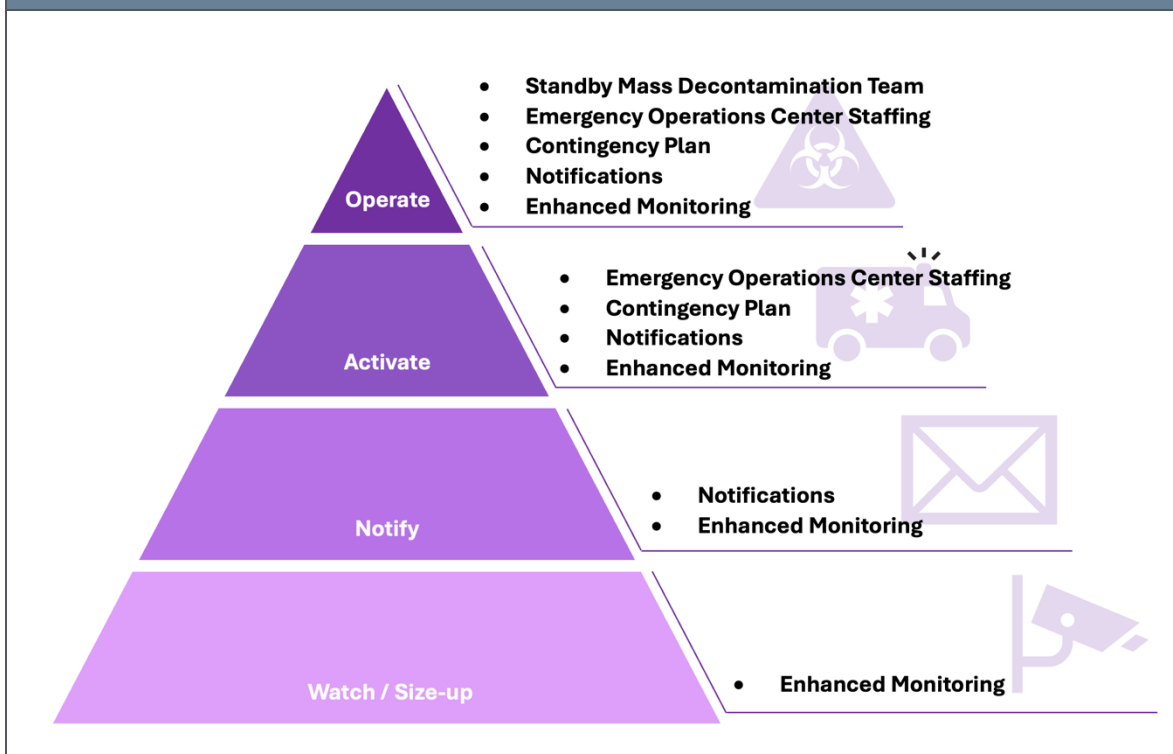 • Standby Mass Decontamination Team
• Emergency Operations Center Staffing
• Contingency Plan
• Notifications
• Enhanced Monitoring
Operate
• Emergency Operations Center Staffing
• Contingency Plan
• Notifications
• Enhanced Monitoring
Activate
• Notifications
• Enhanced Monitoring
Notify
• Enhanced Monitoring
Watch / Size-up